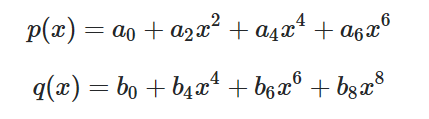 p(x) = a₀ + a₂x² + a₄x⁴ + a₆x⁶
q(x) = b₀ + b₄x⁴ + b₆x⁶ + b₈x⁸